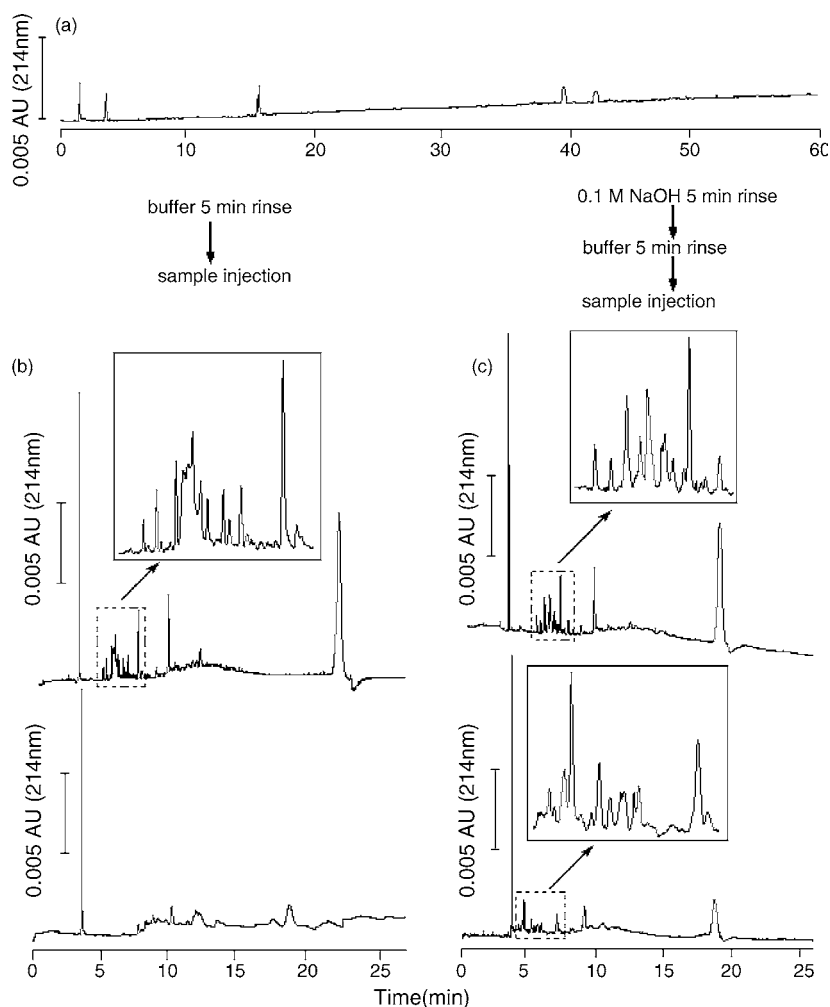 (a)
0.005 AU (214nm)
0 10 20 30 40 50 60
buffer 5 min rinse
sample injection
0.1 M NaOH 5 min rinse
buffer 5 min rinse
sample injection
(b)
0.005 AU (214nm)
(c)
0.005 AU (214nm)
0.005 AU (214nm)
0 5 10 15 20 25
0.005 AU (214nm)
0 5 10 15 20 25
Time(min)